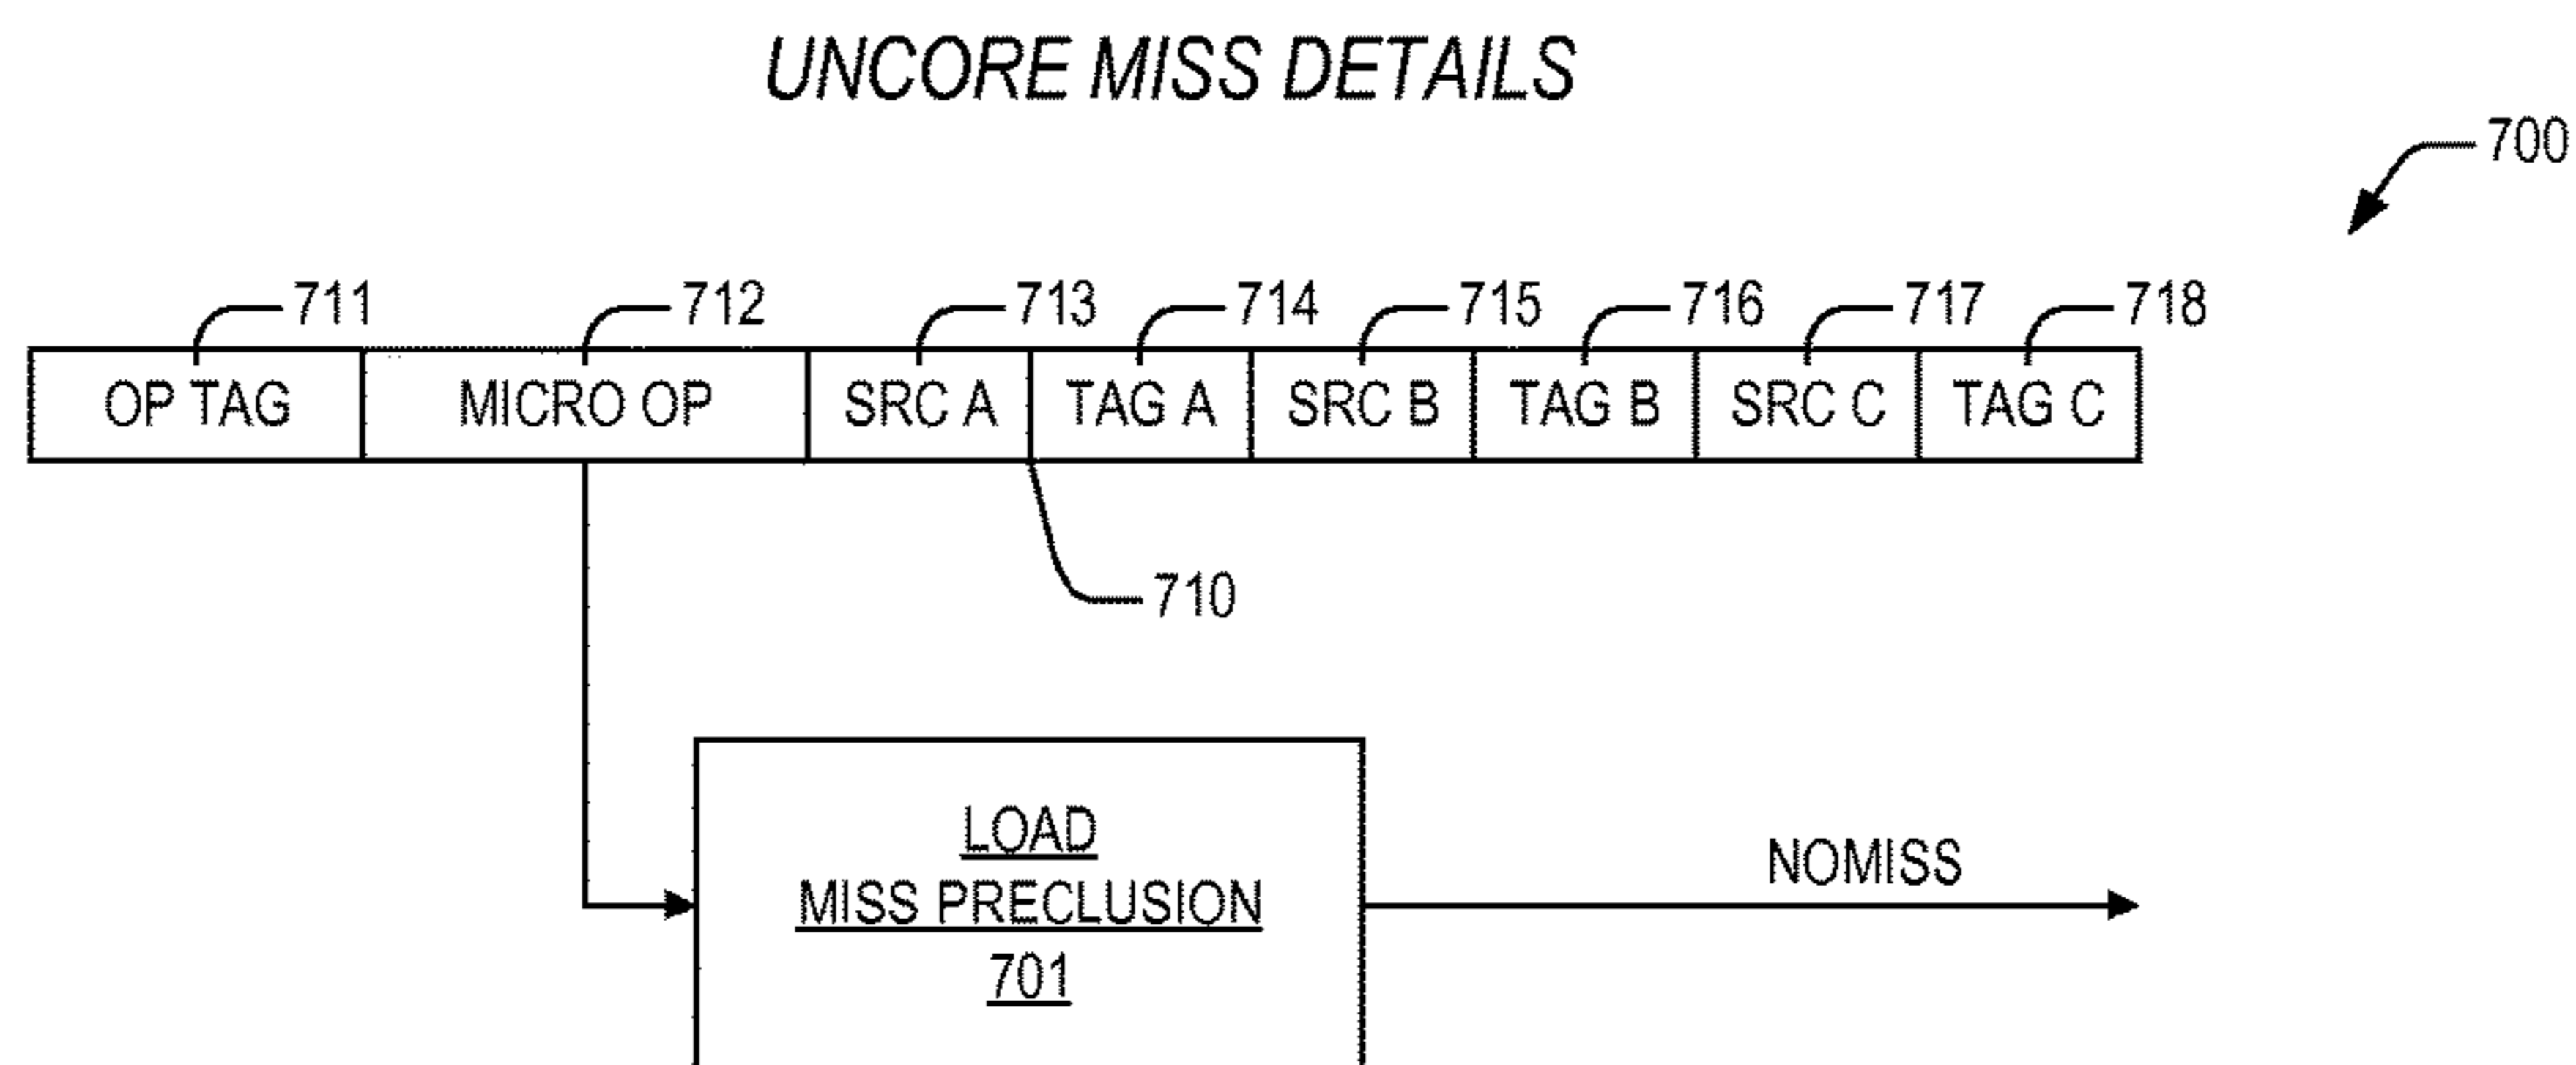 UNCORE MISS DETAILS
700
711 712 713 714 715 716 717 718
OP TAG MICRO OP SRC A TAG A SRC B TAG B SRC C TAG C
710
LOAD
MISS PRECLUSION
701
NOMISS